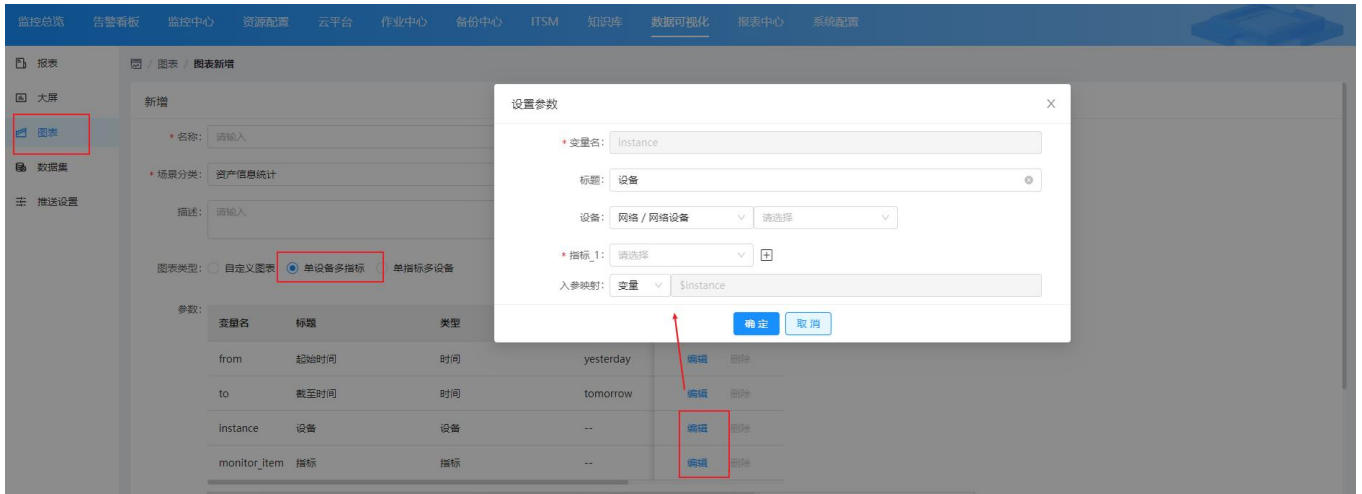 监控总览 告警看板 监控中心 资源配置 云平台 作业中心 备份中心 ITSM 知识库 数据可视化 报表中心 系统配置
报表
大屏
图表
数据集
推送设置
/ 图表 / 图表新增
新增
* 名称: 请输入
* 场景分类: 资产信息统计
描述: 请输入
图表类型: 自定义图表 单设备多指标 单指标多设备
参数:
变量名 标题 类型
from 起始时间 时间 yesterday 编辑 删除
to 截至时间 时间 tomorrow 编辑 删除
instance 设备 设备 -- 编辑 删除
monitor_item 指标 指标 -- 编辑 删除
设置参数
* 变量名: instance
标题: 设备
设备: 网络 / 网络设备 请选择
* 指标_1: 请选择
入参映射: 变量 $instance
确定 取消